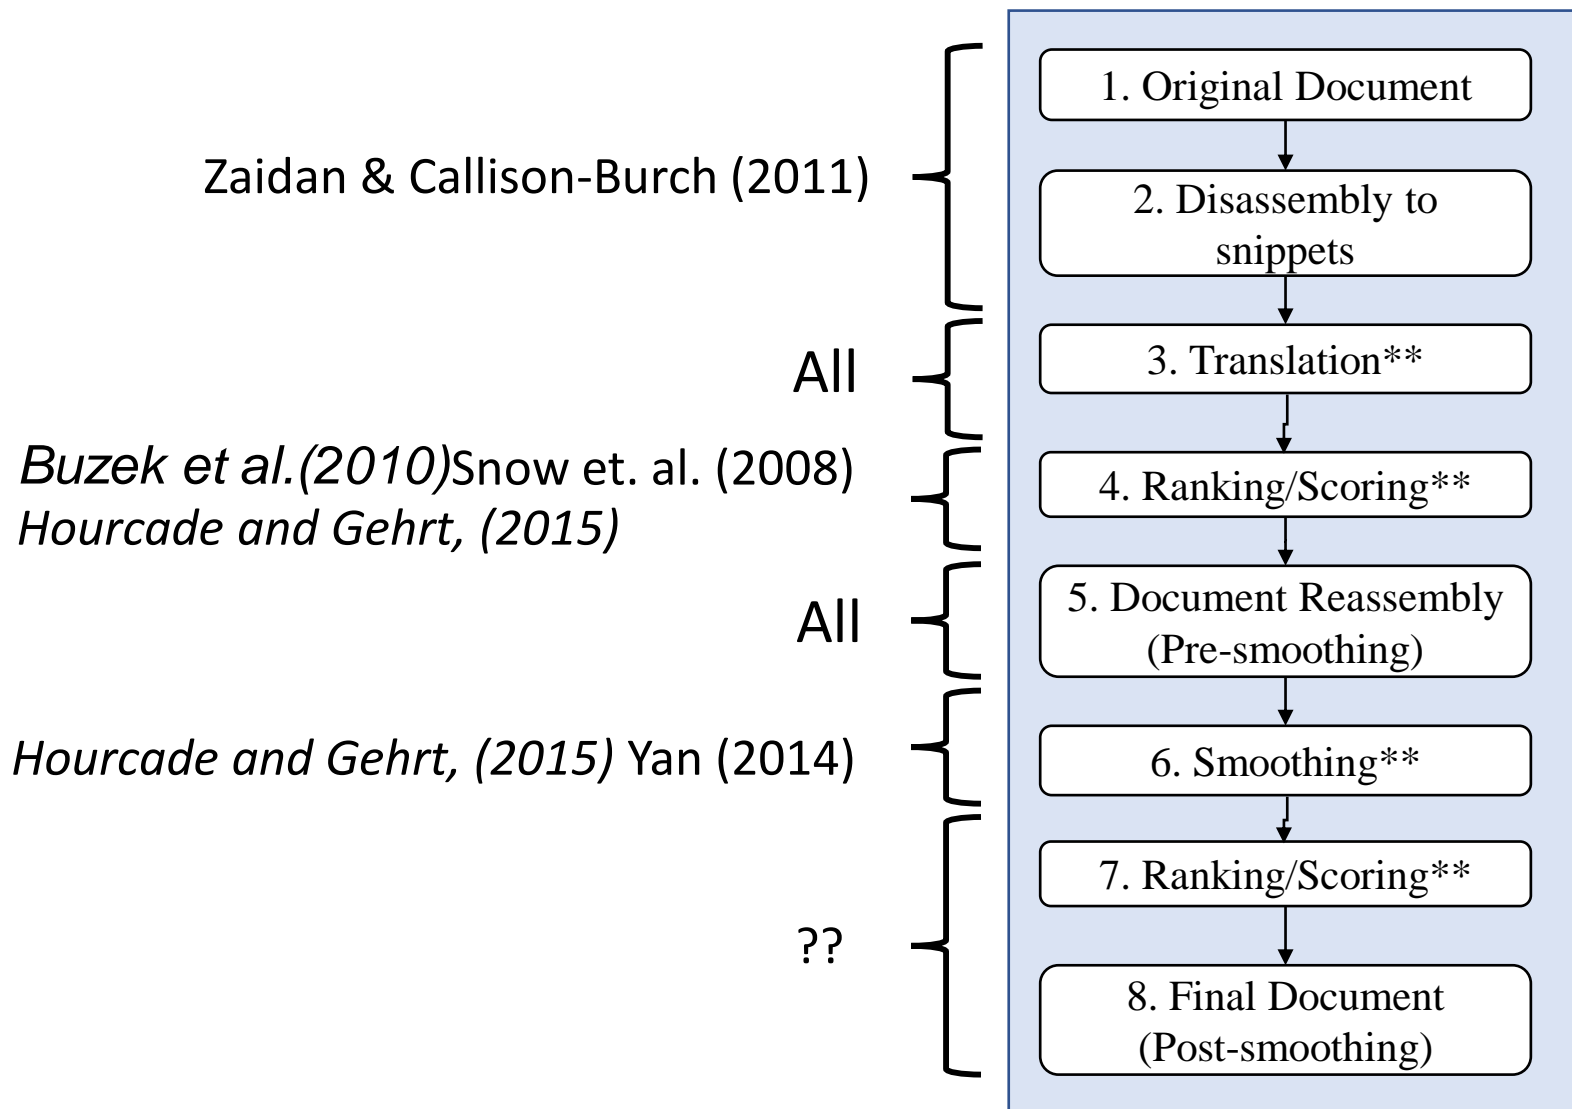 1. Original Document
Zaidan & Callison-Burch (2011)
2. Disassembly to
snippets
All
3. Translation**
Buzek et al.(2010)Snow et. al. (2008)
Hourcade and Gehrt, (2015)
4. Ranking/Scoring**
All
5. Document Reassembly
(Pre-smoothing)
Hourcade and Gehrt, (2015) Yan (2014)
6. Smoothing**
7. Ranking/Scoring**
??
8. Final Document
(Post-smoothing)